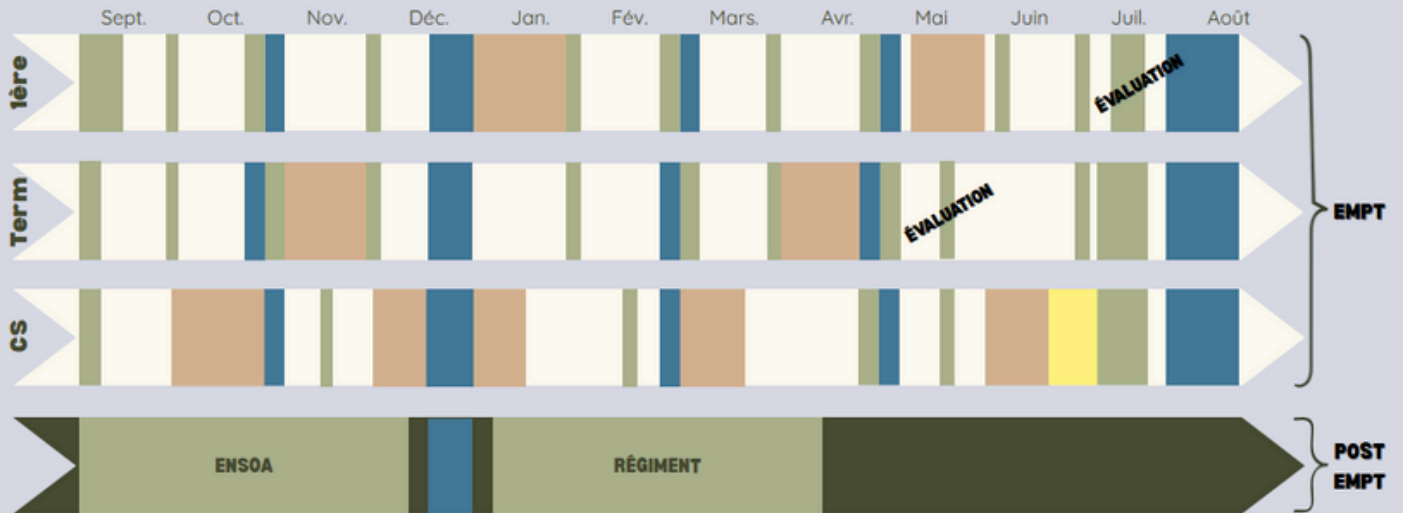 Sept. Oct. Nov. Déc. Jan. Fév. Mars. Avr. Mai Juin Juil. Août
1ère
ÉVALUATION
Term
ÉVALUATION
EMPT
CS
ENSOA
RÉGIMENT
POST
EMPT